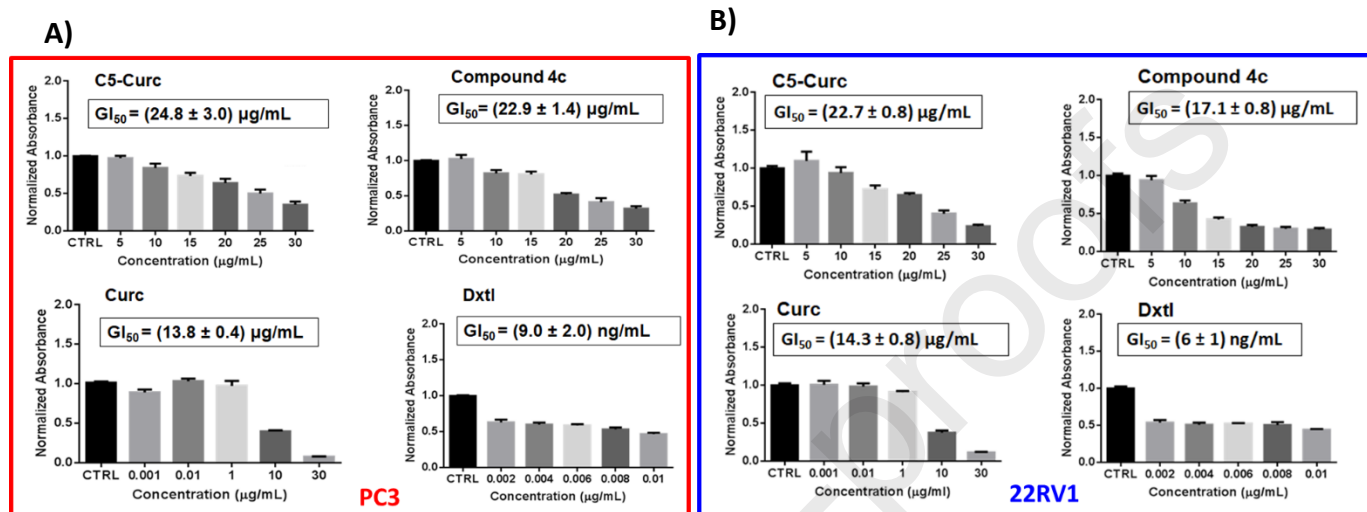 A)
C5-Curc
GI₅₀ = (24.8 ± 3.0) µg/mL
Normalized Absorbance
2.0
1.5
1.0
0.5
0.0
CTRL 5 10 15 20 25 30
Concentration (µg/mL)
Compound 4c
GI₅₀ = (22.9 ± 1.4) µg/mL
Normalized Absorbance
2.0
1.5
1.0
0.5
0.0
CTRL 5 10 15 20 25 30
Concentration (µg/mL)
Curc
GI₅₀ = (13.8 ± 0.4) µg/mL
Normalized Absorbance
2.0
1.5
1.0
0.5
0.0
CTRL 0.001 0.01 1 10 30
Concentration (µg/mL)
Dxtl
GI₅₀ = (9.0 ± 2.0) ng/mL
Normalized Absorbance
2.0
1.5
1.0
0.5
0.0
CTRL 0.002 0.004 0.006 0.008 0.01
Concentration (µg/mL)
PC3
B)
C5-Curc
GI₅₀ = (22.7 ± 0.8) µg/mL
Normalized Absorbance
2.0
1.5
1.0
0.5
0.0
CTRL 5 10 15 20 25 30
Concentration (µg/mL)
Compound 4c
GI₅₀ = (17.1 ± 0.8) µg/mL
Normalized Absorbance
2.0
1.5
1.0
0.5
0.0
CTRL 5 10 15 20 25 30
Concentration (µg/mL)
Curc
GI₅₀ = (14.3 ± 0.8) µg/mL
Normalized Absorbance
2.0
1.5
1.0
0.5
0.0
CTRL 0.001 0.01 1 10 30
Concentration (µg/ml)
Dxtl
GI₅₀ = (6 ± 1) ng/mL
Normalized Absorbance
2.0
1.5
1.0
0.5
0.0
CTRL 0.002 0.004 0.006 0.008 0.01
Concentration (µg/mL)
22RV1
proofs